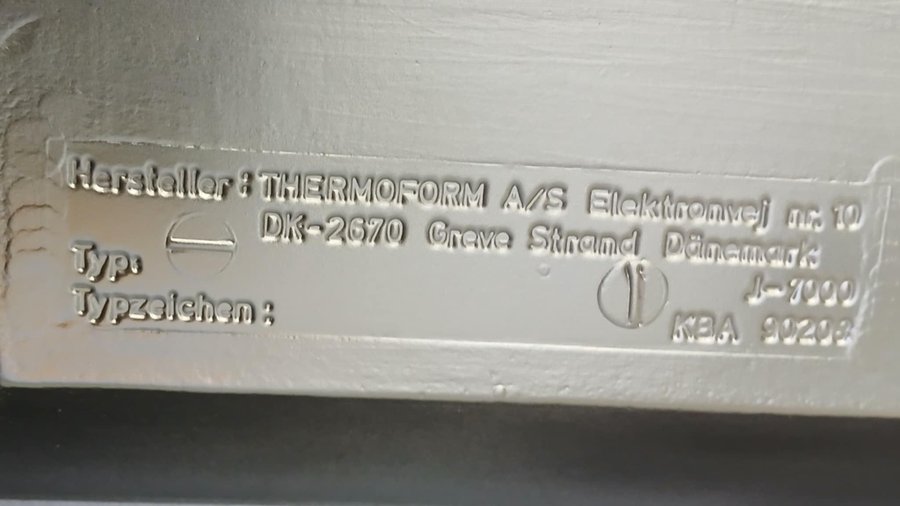 Hersteller: THERMOFORM A/S Elektronvej nr. 10
DK-2670 Greve Strand Dänemark
Typ: J-7000
Typzeichen: KBA 90208